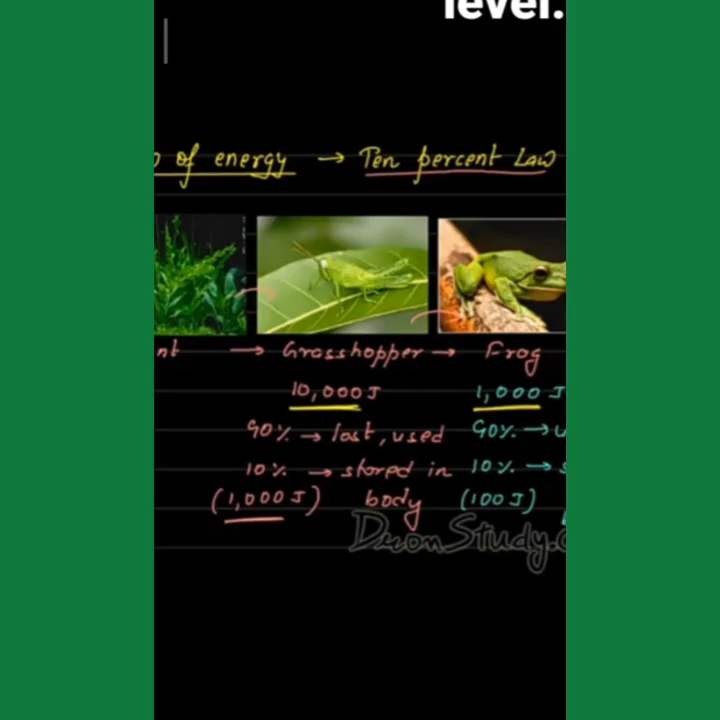 level.
of energy → Ten percent Law
nt → Grasshopper → Frog
10,000 J 1,000 J
90% → lost, used 90% →
10% → stored in 10% →
(1,000 J) body (100 J)
DronStudy.